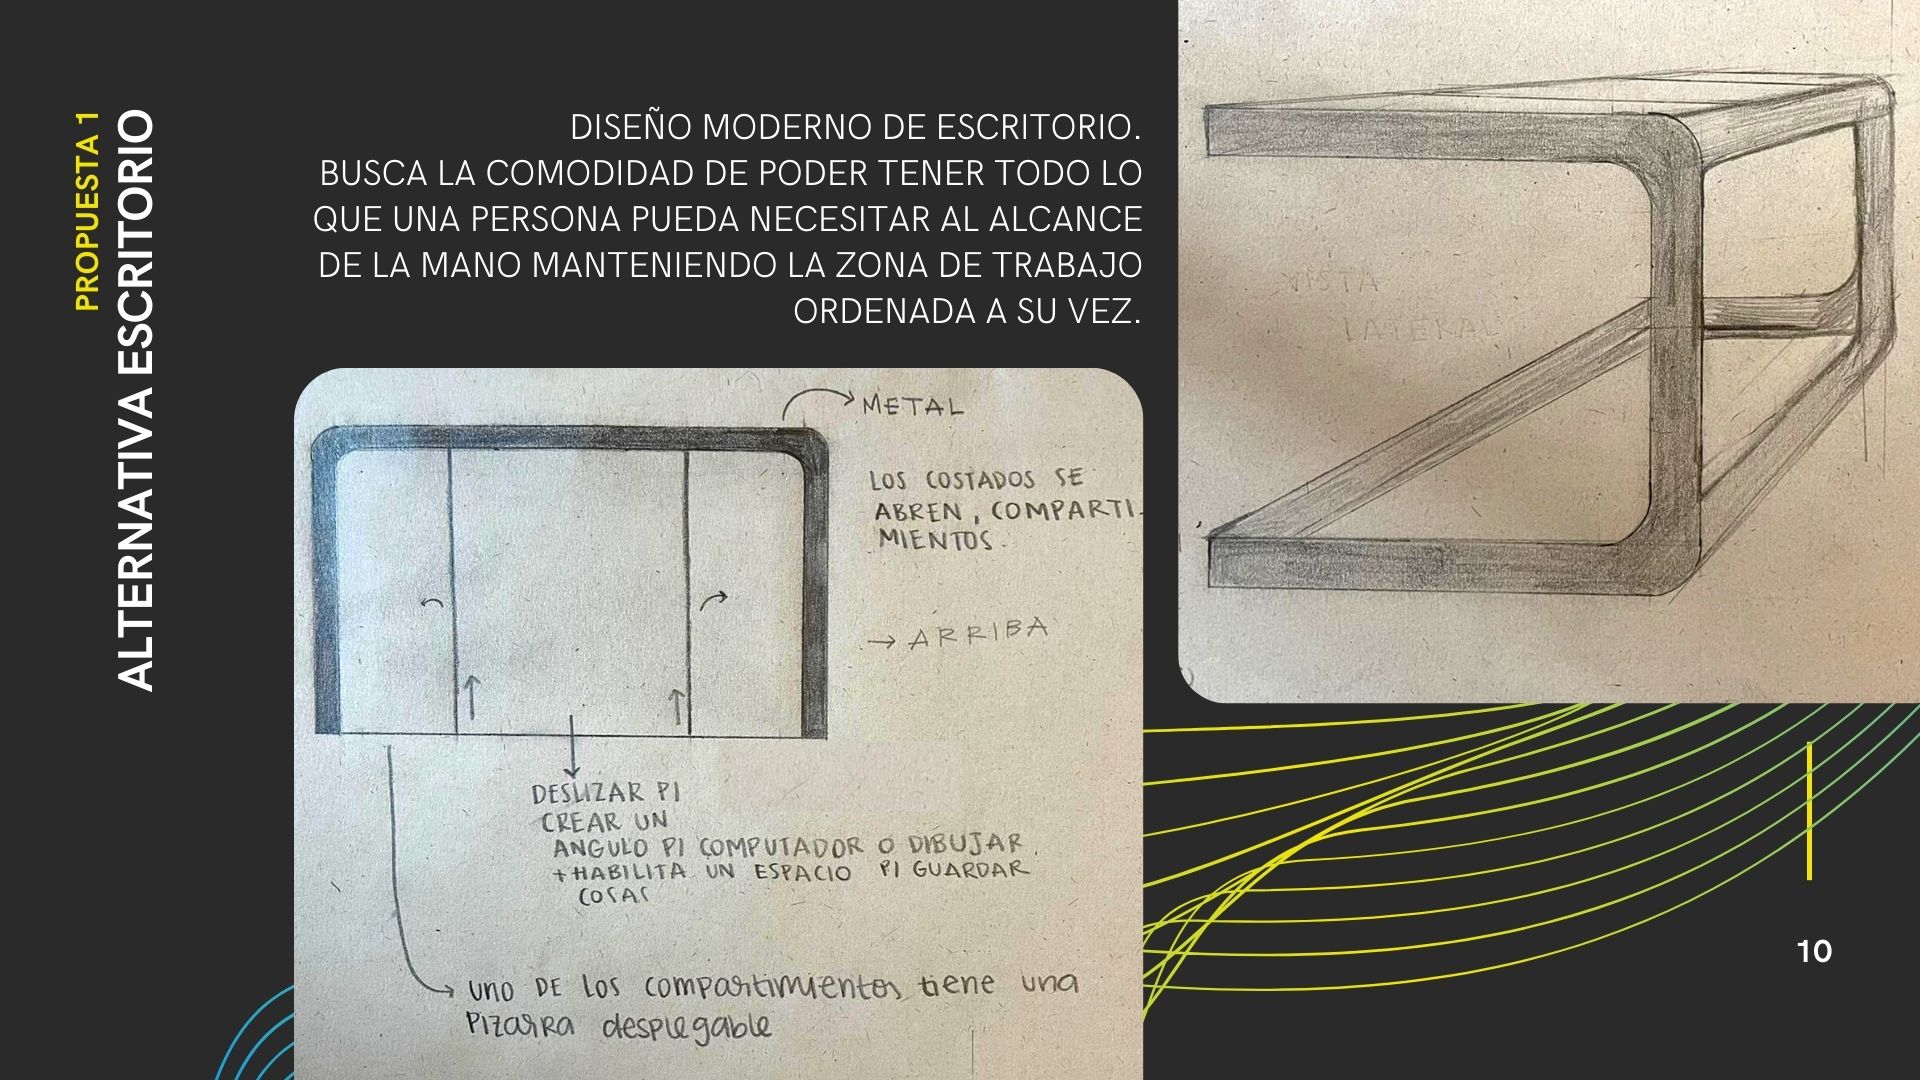 PROPUESTA 1
ALTERNATIVA ESCRITORIO
DISEÑO MODERNO DE ESCRITORIO.
BUSCA LA COMODIDAD DE PODER TENER TODO LO
QUE UNA PERSONA PUEDA NECESITAR AL ALCANCE
DE LA MANO MANTENIENDO LA ZONA DE TRABAJO
ORDENADA A SU VEZ.
METAL
LOS COSTADOS SE
ABREN, COMPARTI-
MIENTOS.
→ ARRIBA
DESLIZAR P/
CREAR UN
ANGULO P/ COMPUTADOR O DIBUJAR.
+HABILITA UN ESPACIO P/ GUARDAR
COSAS
UNO DE LOS compartimientos tiene una
Pizarra desplegable
VISTA
LATERAL
10